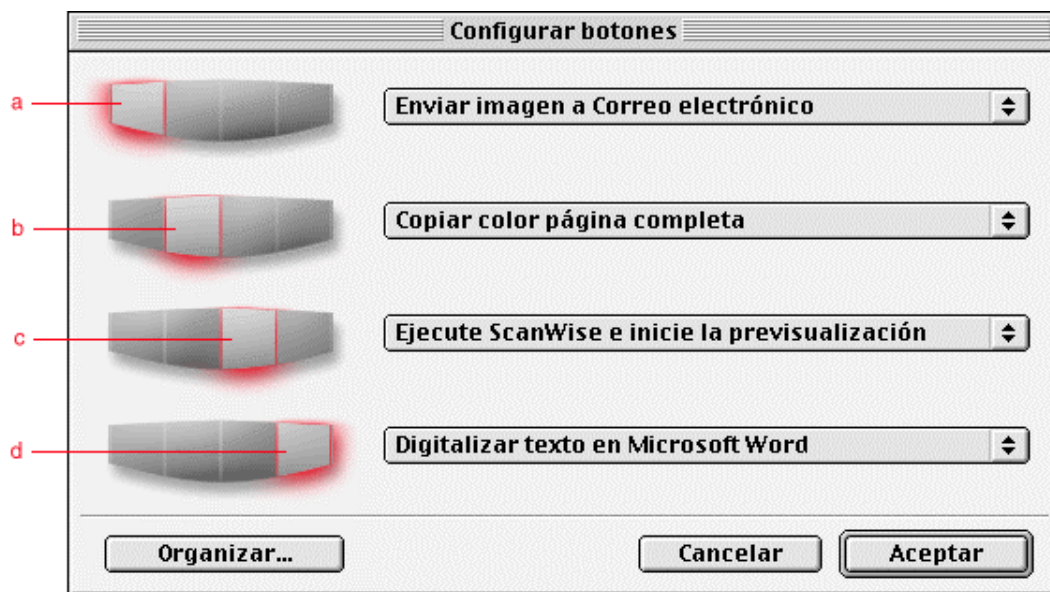 Configurar botones
a
Enviar imagen a Correo electrónico
b
Copiar color página completa
c
Ejecute ScanWise e inicie la previsualización
d
Digitalizar texto en Microsoft Word
Organizar...
Cancelar
Aceptar